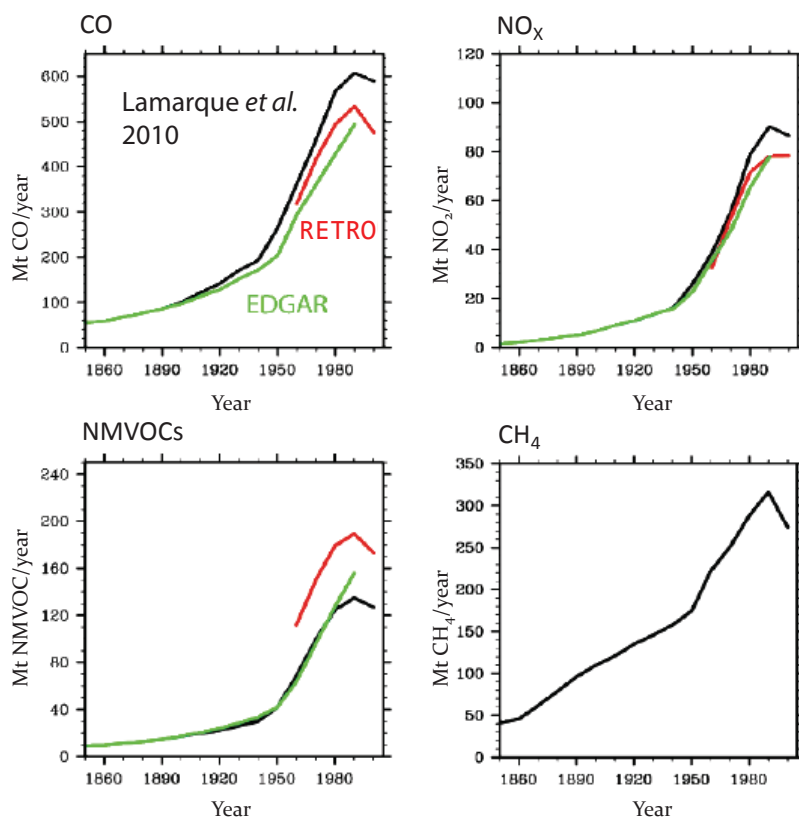 CO
600
500
400
300
200
100
0
Mt CO/year
Lamarque et al.
2010
RETRO
EDGAR
1860 1890 1920 1950 1980
Year
NOX
120
100
80
60
40
20
0
Mt NO2/year
1860 1890 1920 1950 1980
Year
NMVOCs
240
200
160
120
80
40
0
Mt NMVOC/year
1860 1890 1920 1950 1980
Year
CH4
350
300
250
200
150
100
50
0
Mt CH4/year
1860 1890 1920 1950 1980
Year